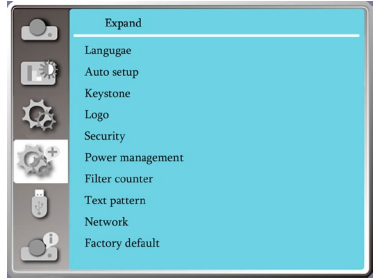 Expand
Langugae
Auto setup
Keystone
Logo
Security
Power management
Filter counter
Text pattern
Network
Factory default